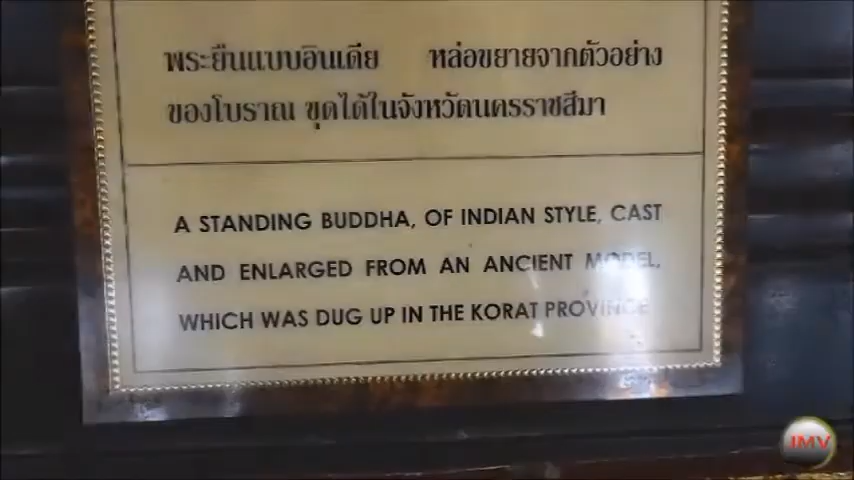 พระยืนแบบอินเดีย หล่อขยายจากตัวอย่าง
ของโบราณ ขุดได้ในจังหวัดนครราชสีมา
A STANDING BUDDHA, OF INDIAN STYLE, CAST
AND ENLARGED FROM AN ANCIENT MODEL,
WHICH WAS DUG UP IN THE KORAT PROVINCE
IMV